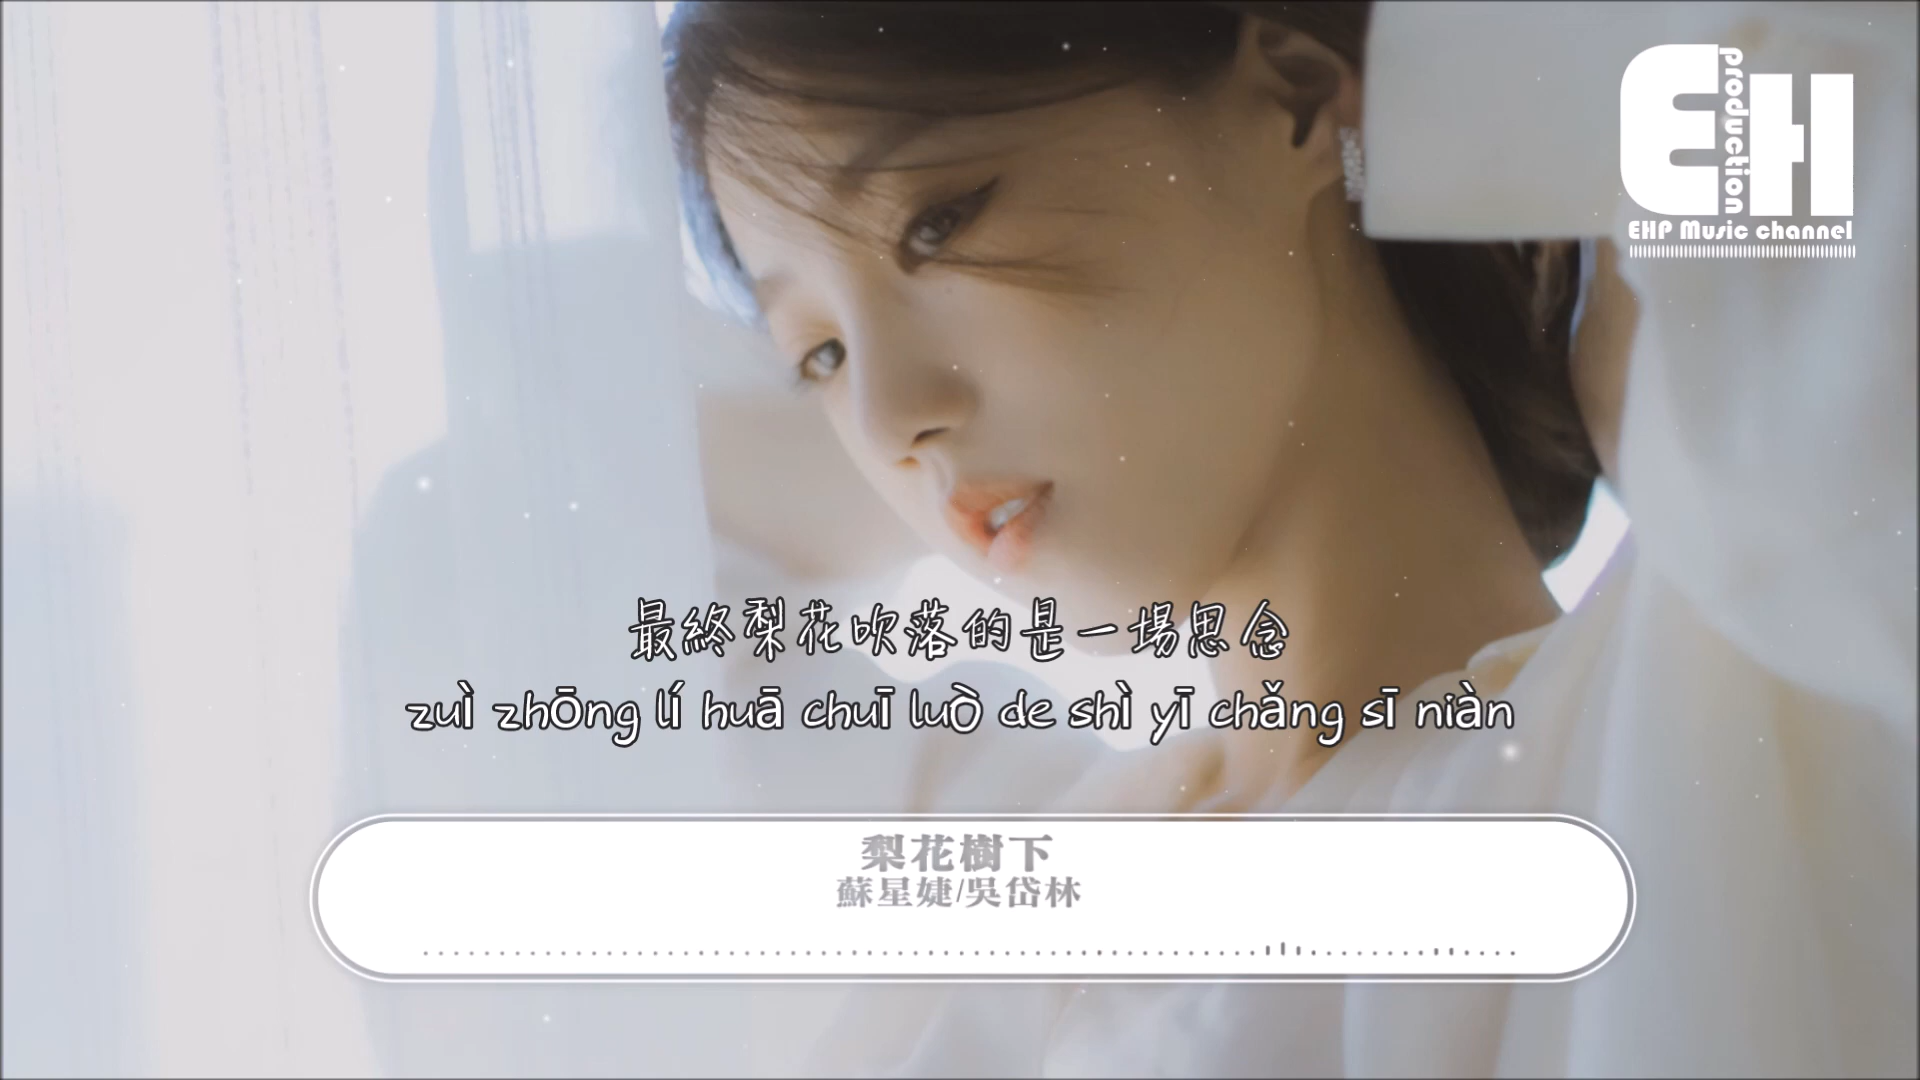 EH
production
EHP Music channel
最終梨花吹落的是一場思念
zuì zhōng lí huā chuī luò de shì yī chǎng sī niàn
梨花樹下
蘇星婕/吳岱林